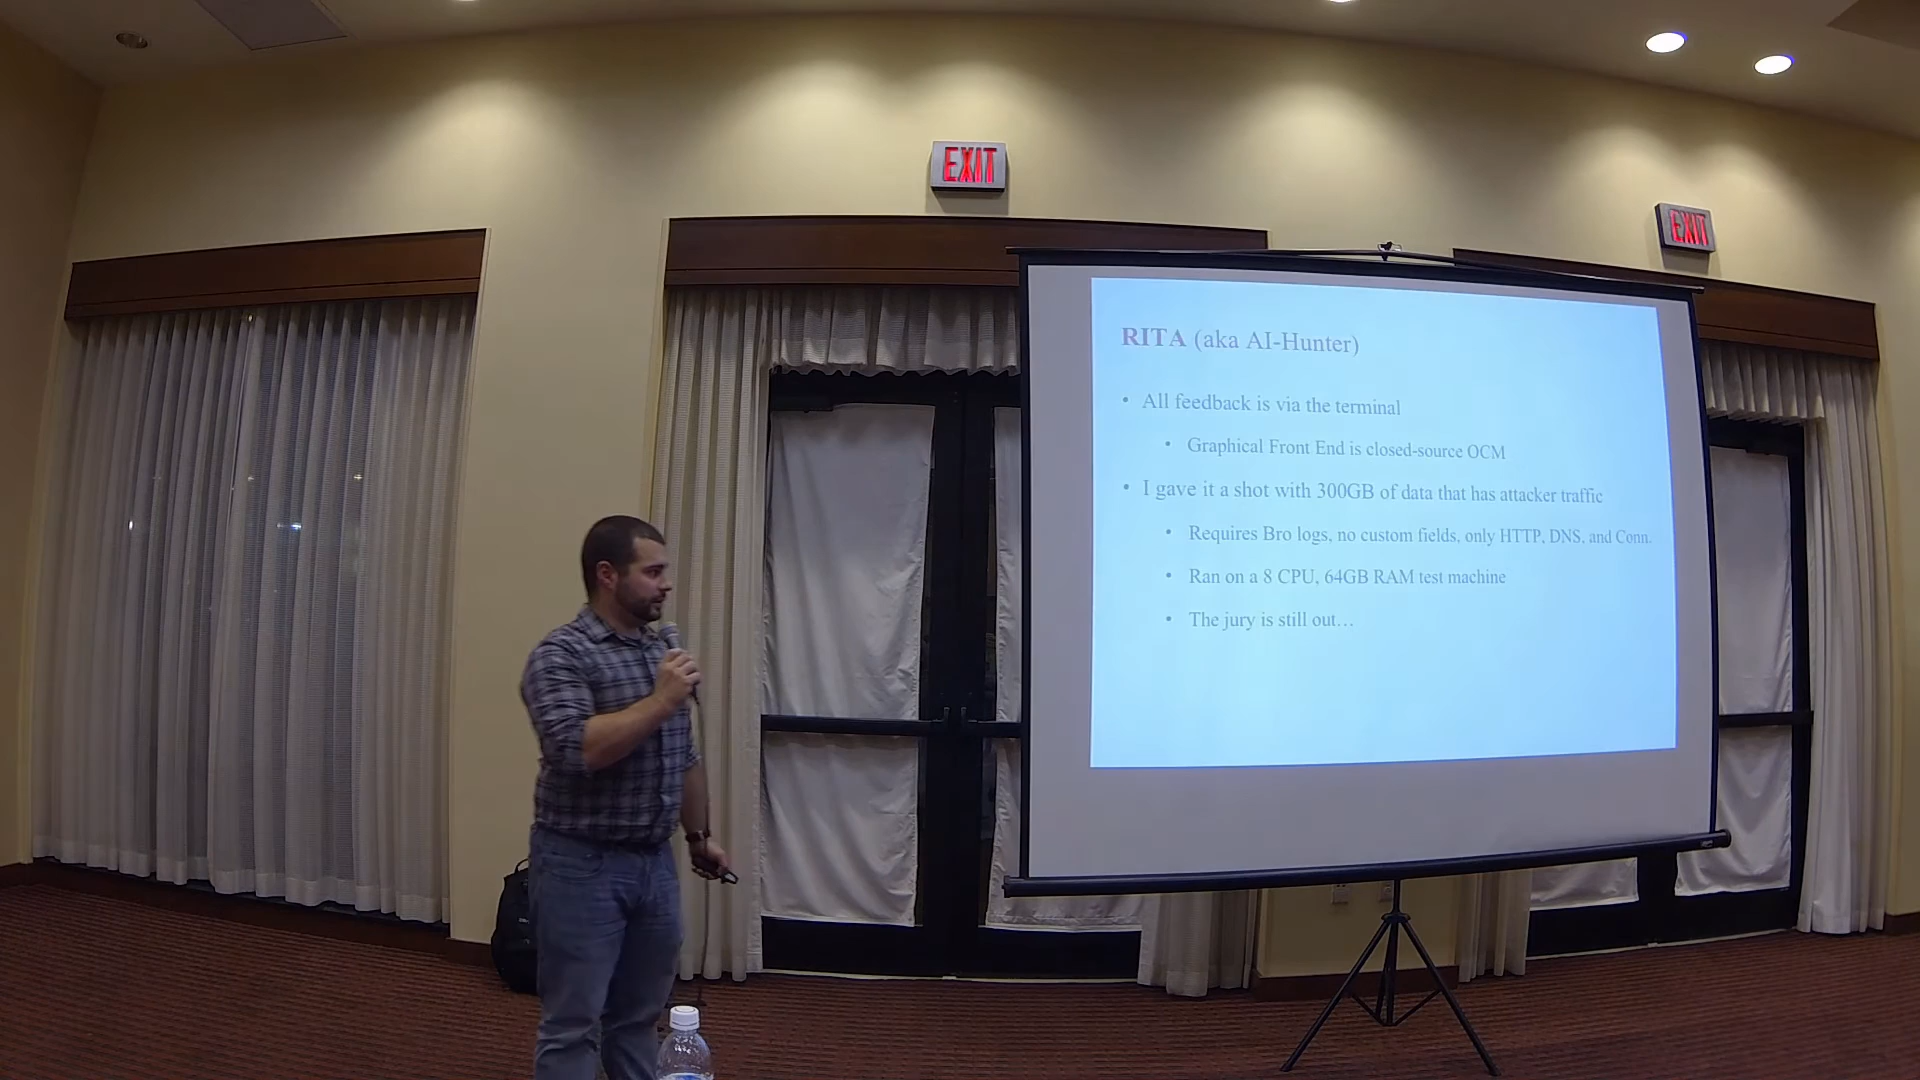 EXIT
EXIT
RITA (aka AI-Hunter)
• All feedback is via the terminal
• Graphical Front End is closed-source OCM
• I gave it a shot with 300GB of data that has attacker traffic
• Requires Bro logs, no custom fields, only HTTP, DNS, and Conn.
• Ran on a 8 CPU, 64GB RAM test machine
• The jury is still out…